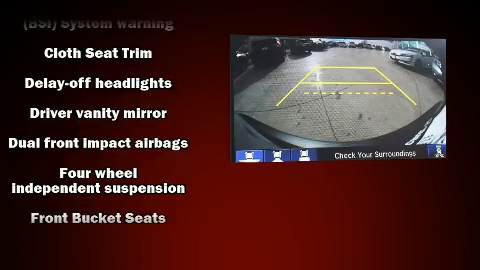 (BSI) System warning
Cloth Seat Trim
Delay-off headlights
Driver vanity mirror
Dual front impact airbags
Four wheel
independent suspension
Front Bucket Seats
Check Your Surroundings